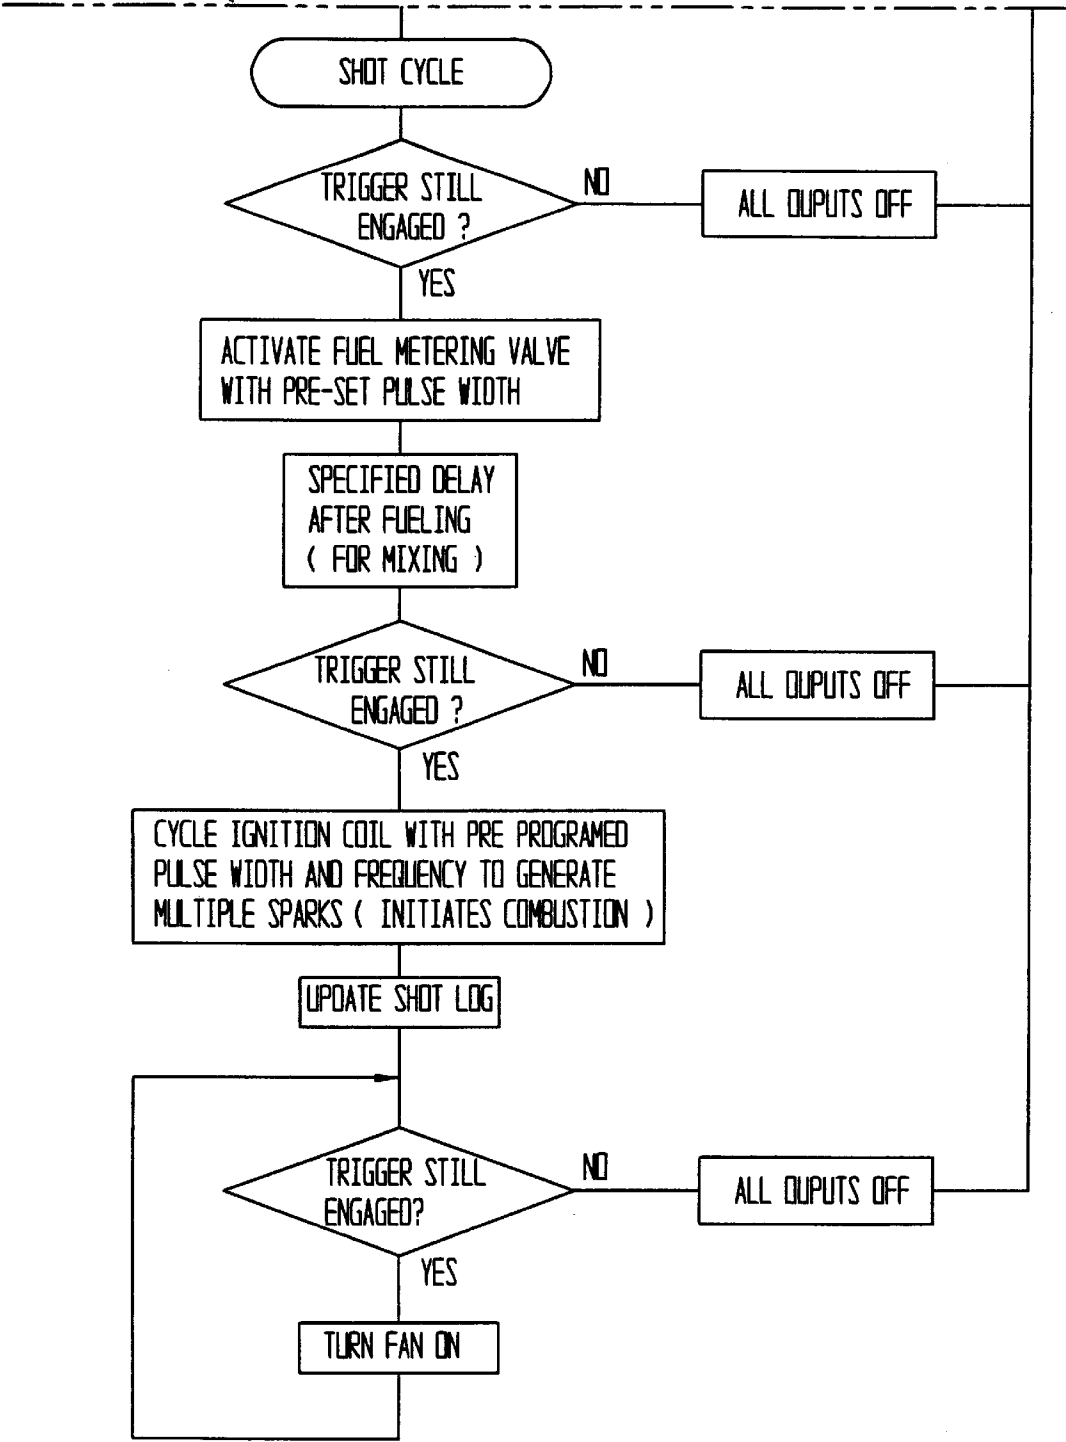 SHOT CYCLE
TRIGGER STILL
ENGAGED ?
NO
ALL OUPUTS OFF
YES
ACTIVATE FUEL METERING VALVE
WITH PRE-SET PULSE WIDTH
SPECIFIED DELAY
AFTER FUELING
( FOR MIXING )
TRIGGER STILL
ENGAGED ?
NO
ALL OUPUTS OFF
YES
CYCLE IGNITION COIL WITH PRE PROGRAMED
PULSE WIDTH AND FREQUENCY TO GENERATE
MULTIPLE SPARKS ( INITIATES COMBUSTION )
UPDATE SHOT LOG
TRIGGER STILL
ENGAGED?
NO
ALL OUPUTS OFF
YES
TURN FAN ON